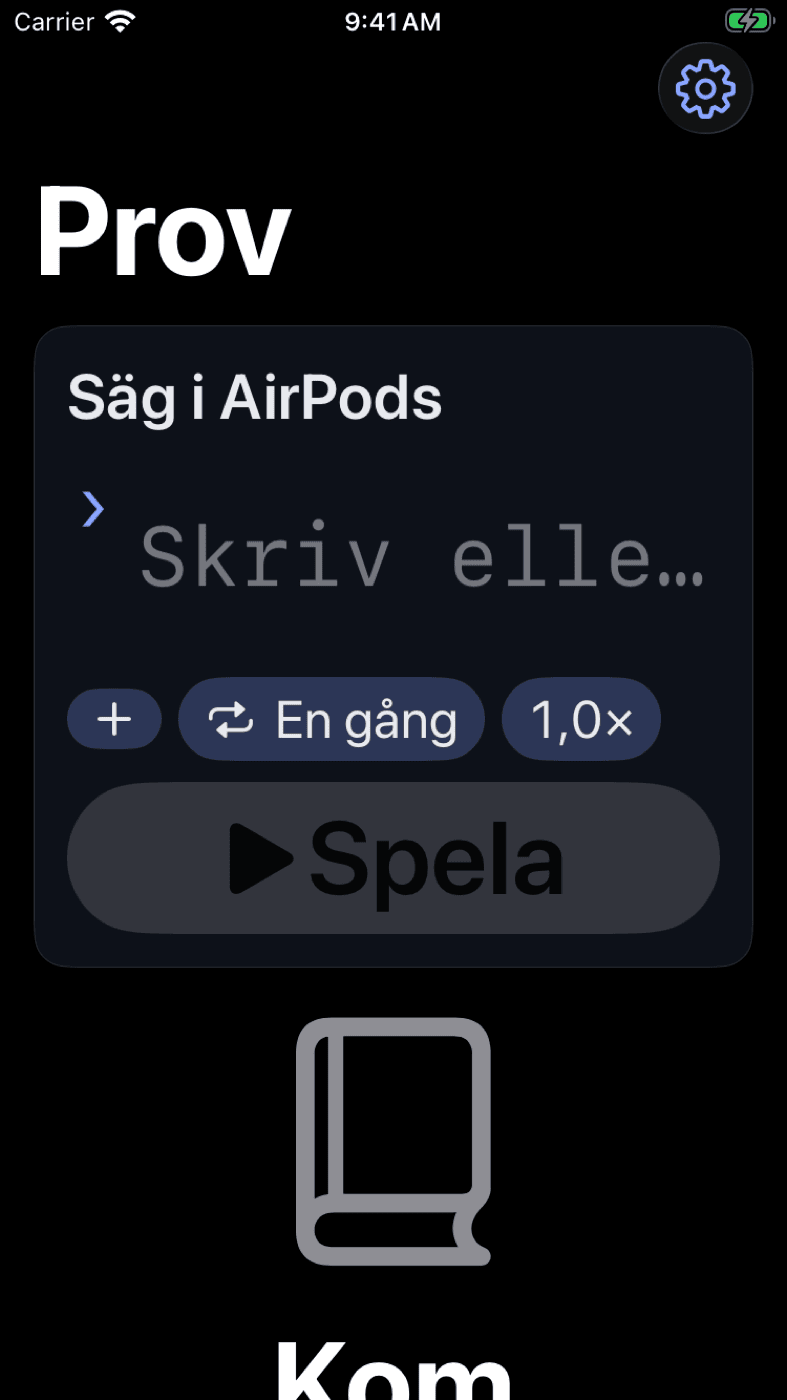 Carrier 9:41 AM
Prov
Säg i AirPods
› Skriv elle…
+ En gång 1,0×
Spela
Kom